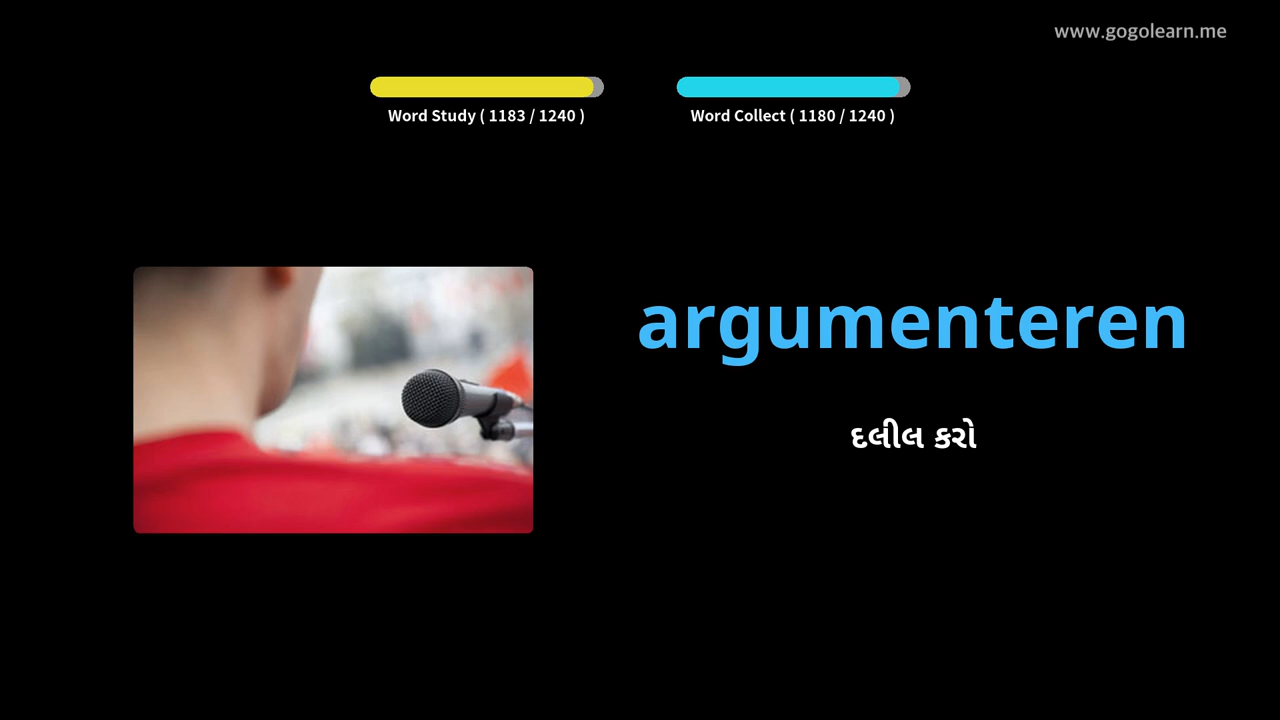 www.gogolearn.me
Word Study ( 1183 / 1240 )
Word Collect ( 1180 / 1240 )
argumenteren
દલીલ કરો